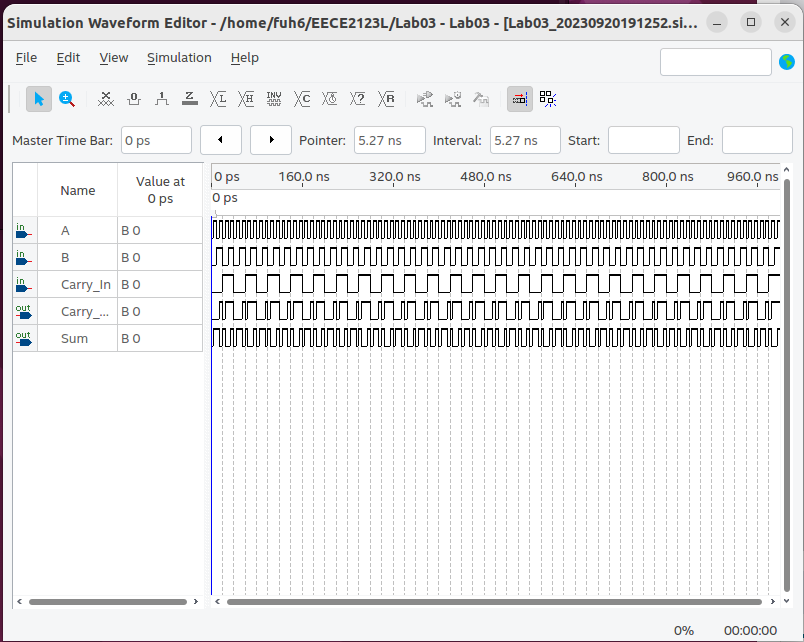 Simulation Waveform Editor - /home/fuh6/EECE2123L/Lab03 - Lab03 - [Lab03_20230920191252.si...
File Edit View Simulation Help
Master Time Bar: 0 ps Pointer: 5.27 ns Interval: 5.27 ns Start: End:
Name Value at 0 ps
0 ps 160.0 ns 320.0 ns 480.0 ns 640.0 ns 800.0 ns 960.0 ns
0 ps
in A B 0
in B B 0
in Carry_In B 0
out Carry_... B 0
out Sum B 0
0% 00:00:00